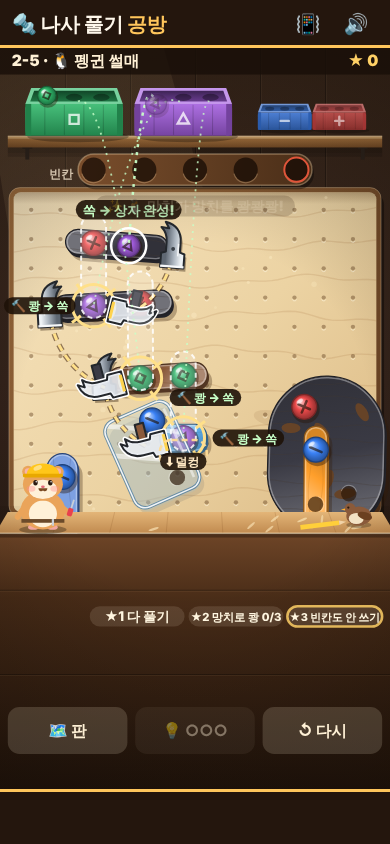 나사 풀기 공방
2-5 · 펭귄 썰매
★ 0
빈칸
쏙 → 상자 완성!
쾅 → 쏙
쾅 → 쏙
쾅 → 쏙
⬇덜컹
★1 다 풀기
★2 망치로 쾅 0/3
★3 빈칸도 안 쓰기
판
다시